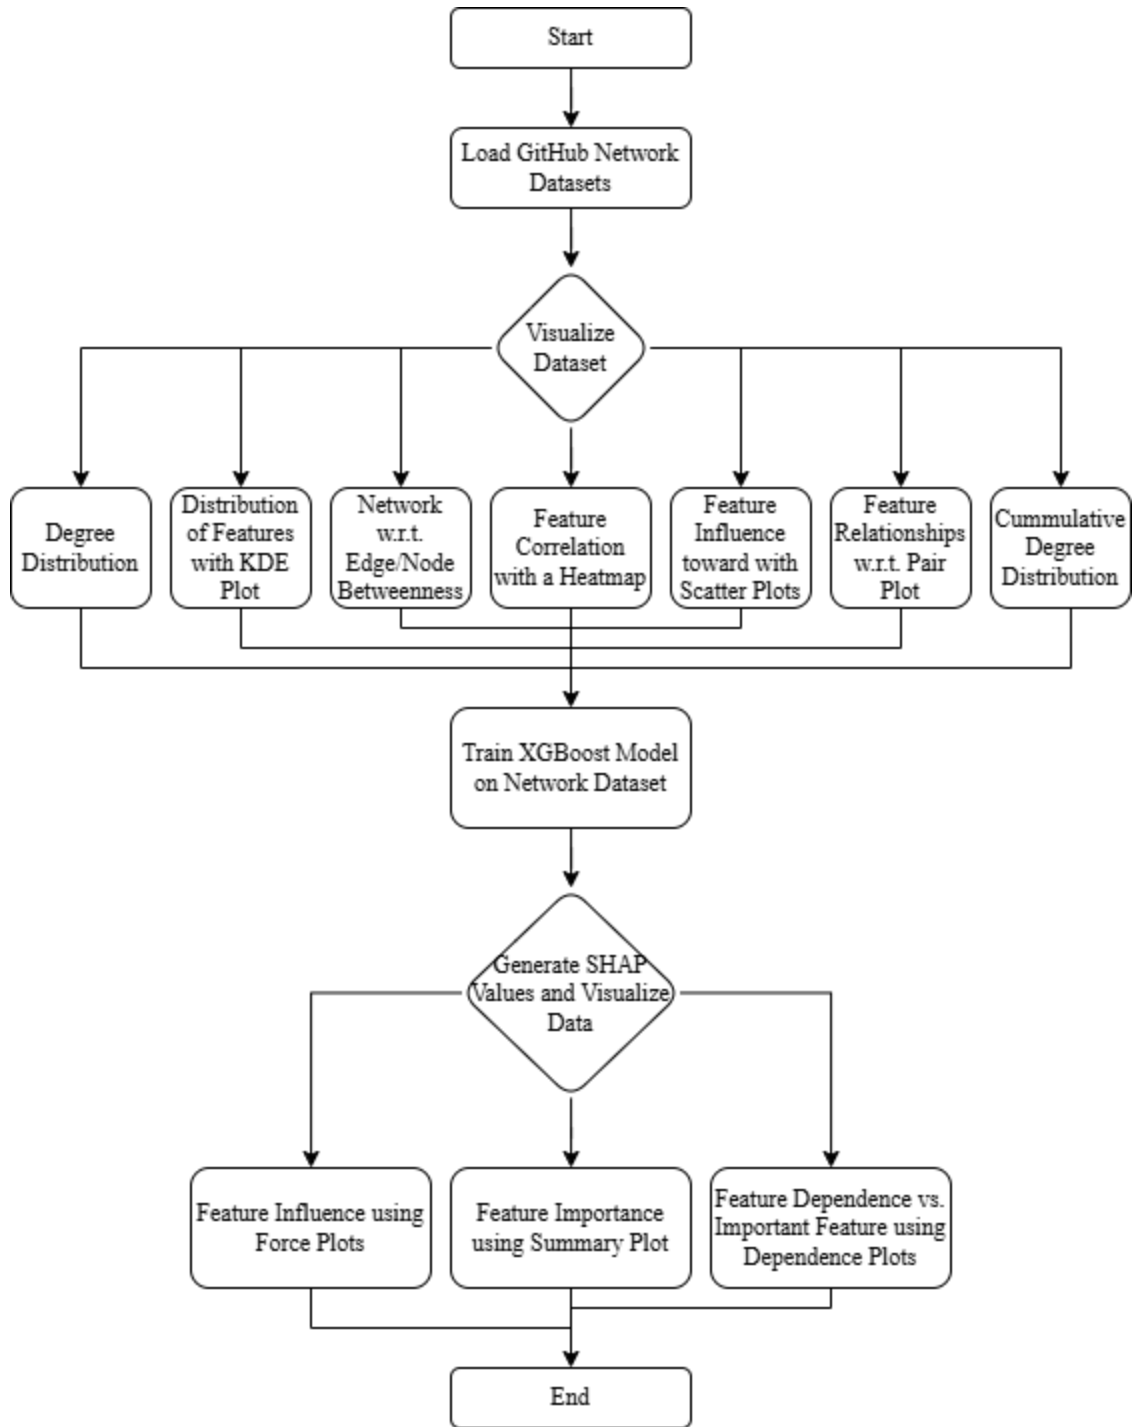 Start
Load GitHub Network
Datasets
Visualize
Dataset
Degree
Distribution
Distribution
of Features
with KDE
Plot
Network
w.r.t.
Edge/Node
Betweenness
Feature
Correlation
with a Heatmap
Feature
Influence
toward with
Scatter Plots
Feature
Relationships
w.r.t. Pair
Plot
Cummulative
Degree
Distribution
Train XGBoost Model
on Network Dataset
Generate SHAP
Values and Visualize
Data
Feature Influence using
Force Plots
Feature Importance
using Summary Plot
Feature Dependence vs.
Important Feature using
Dependence Plots
End